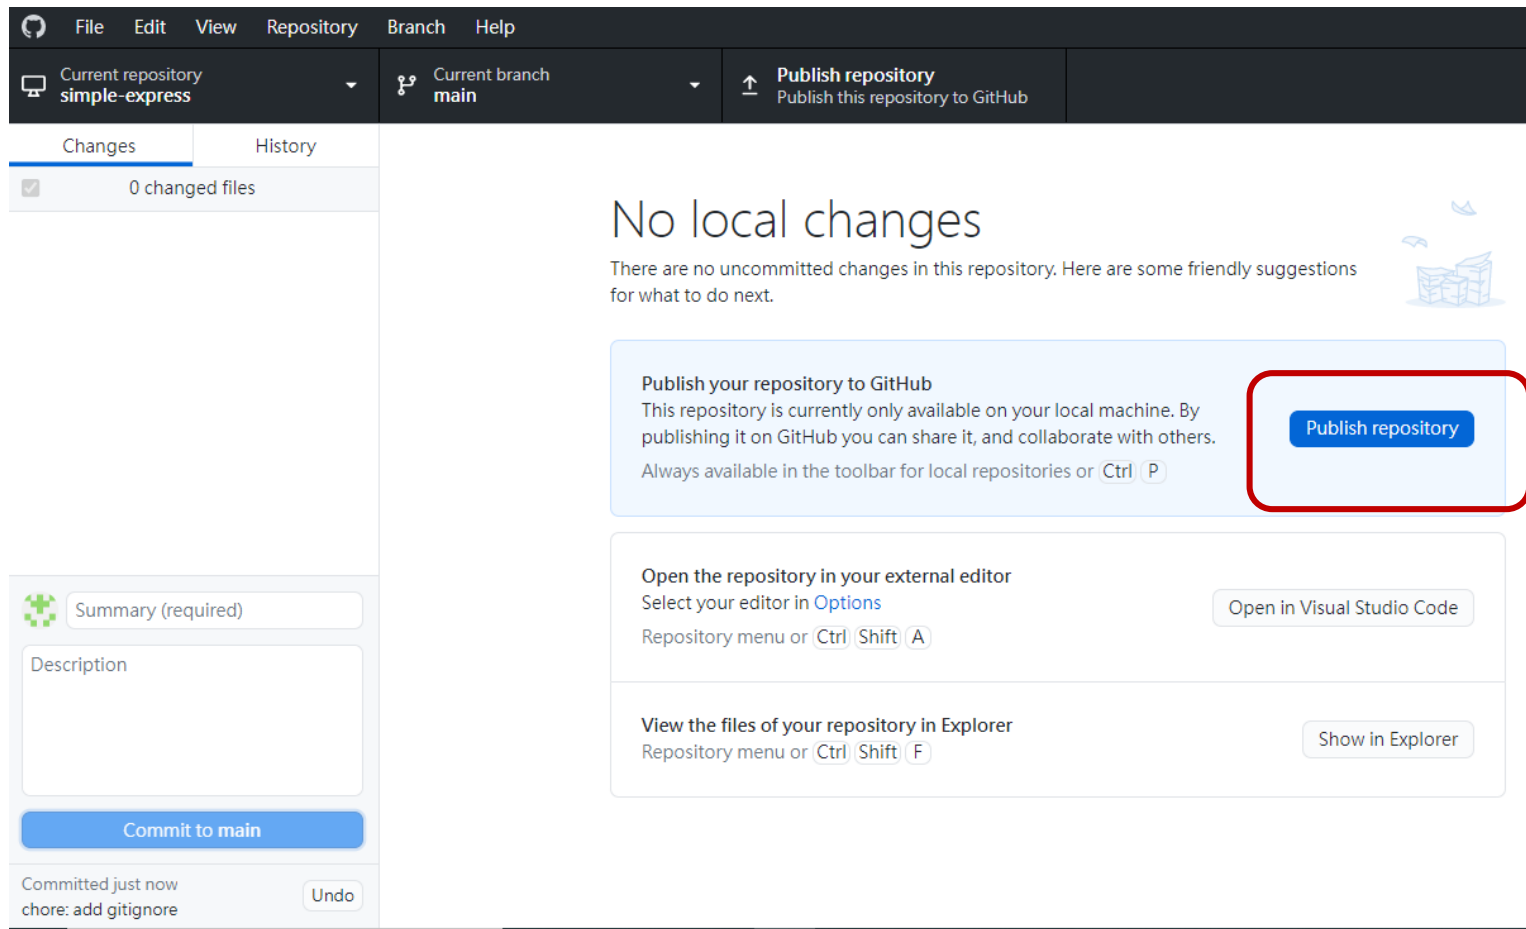 File Edit View Repository Branch Help
Current repository
simple-express
Current branch
main
Publish repository
Publish this repository to GitHub
Changes History
0 changed files
No local changes
There are no uncommitted changes in this repository. Here are some friendly suggestions
for what to do next.
Publish your repository to GitHub
This repository is currently only available on your local machine. By
publishing it on GitHub you can share it, and collaborate with others.
Always available in the toolbar for local repositories or Ctrl P
Publish repository
Open the repository in your external editor
Select your editor in Options
Repository menu or Ctrl Shift A
Open in Visual Studio Code
View the files of your repository in Explorer
Repository menu or Ctrl Shift F
Show in Explorer
Summary (required)
Description
Commit to main
Committed just now
chore: add gitignore
Undo